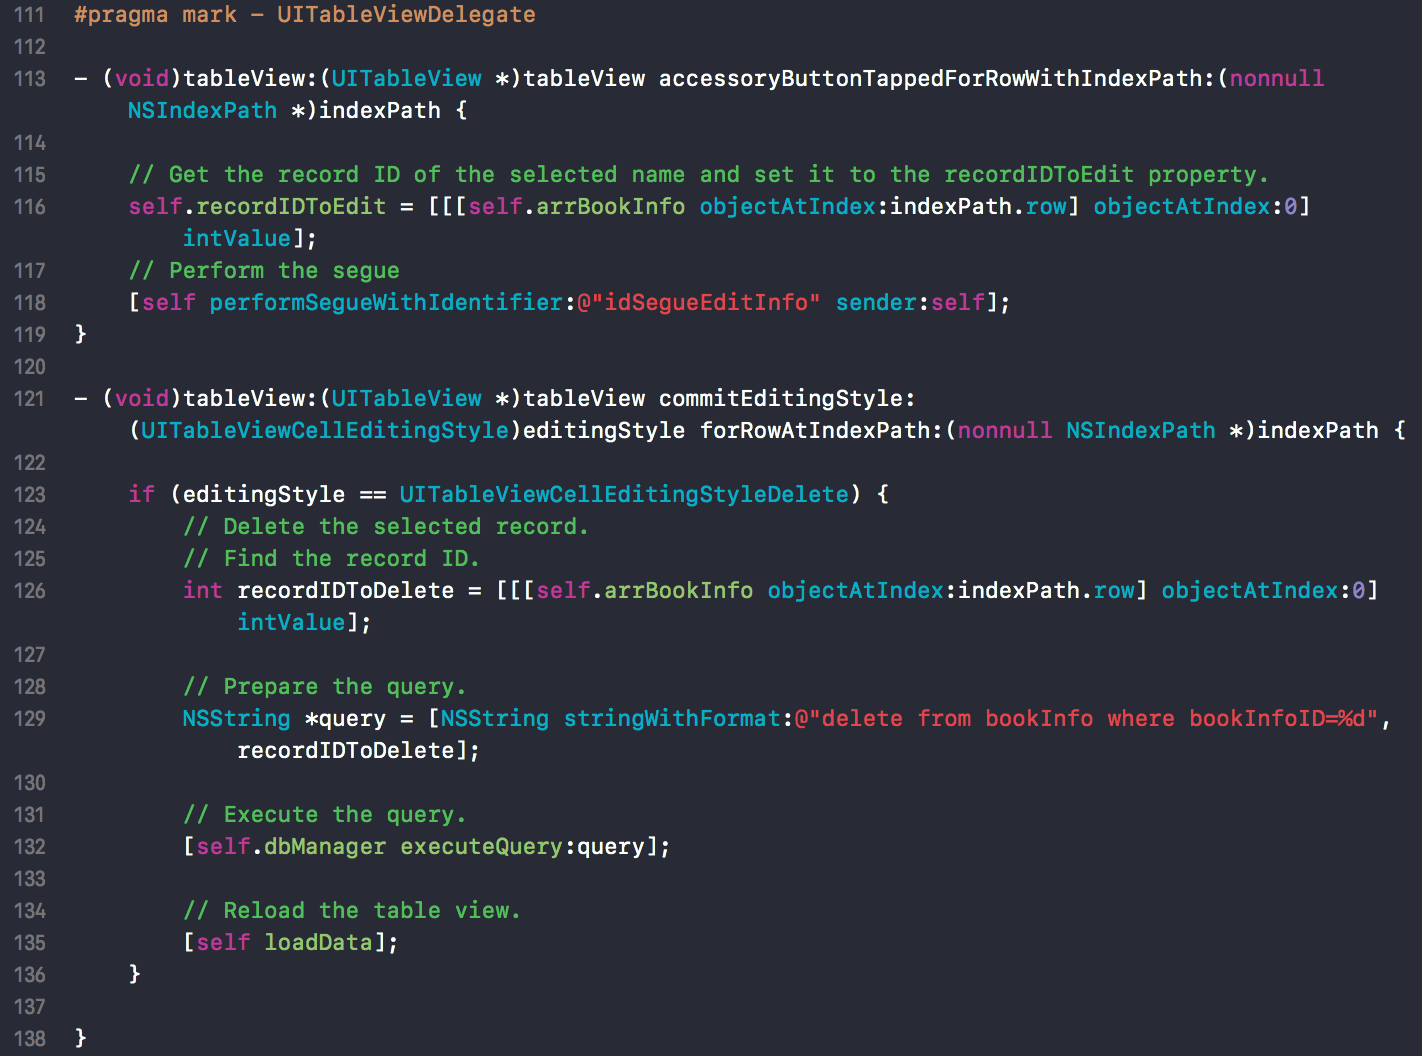 111 #pragma mark – UITableViewDelegate
112
113 – (void)tableView:(UITableView *)tableView accessoryButtonTappedForRowWithIndexPath:(nonnull
NSIndexPath *)indexPath {
114
115 // Get the record ID of the selected name and set it to the recordIDToEdit property.
116 self.recordIDToEdit = [[[self.arrBookInfo objectAtIndex:indexPath.row] objectAtIndex:0]
intValue];
117 // Perform the segue
118 [self performSegueWithIdentifier:@"idSegueEditInfo" sender:self];
119 }
120
121 – (void)tableView:(UITableView *)tableView commitEditingStyle:
(UITableViewCellEditingStyle)editingStyle forRowAtIndexPath:(nonnull NSIndexPath *)indexPath {
122
123 if (editingStyle == UITableViewCellEditingStyleDelete) {
124 // Delete the selected record.
125 // Find the record ID.
126 int recordIDToDelete = [[[self.arrBookInfo objectAtIndex:indexPath.row] objectAtIndex:0]
intValue];
127
128 // Prepare the query.
129 NSString *query = [NSString stringWithFormat:@"delete from bookInfo where bookInfoID=%d",
recordIDToDelete];
130
131 // Execute the query.
132 [self.dbManager executeQuery:query];
133
134 // Reload the table view.
135 [self loadData];
136 }
137
138 }